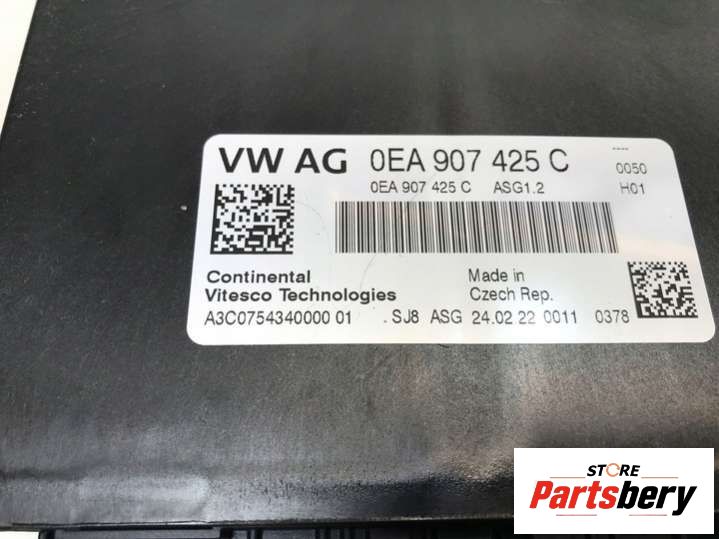 VW AG 0EA 907 425 C
0EA 907 425 C ASG1.2
----
0050
H01
Continental
Vitesco Technologies
Made in
Czech Rep.
A3C0754340000 01 .SJ8 ASG 24.02.22 0011 0378
STORE
Partsbery